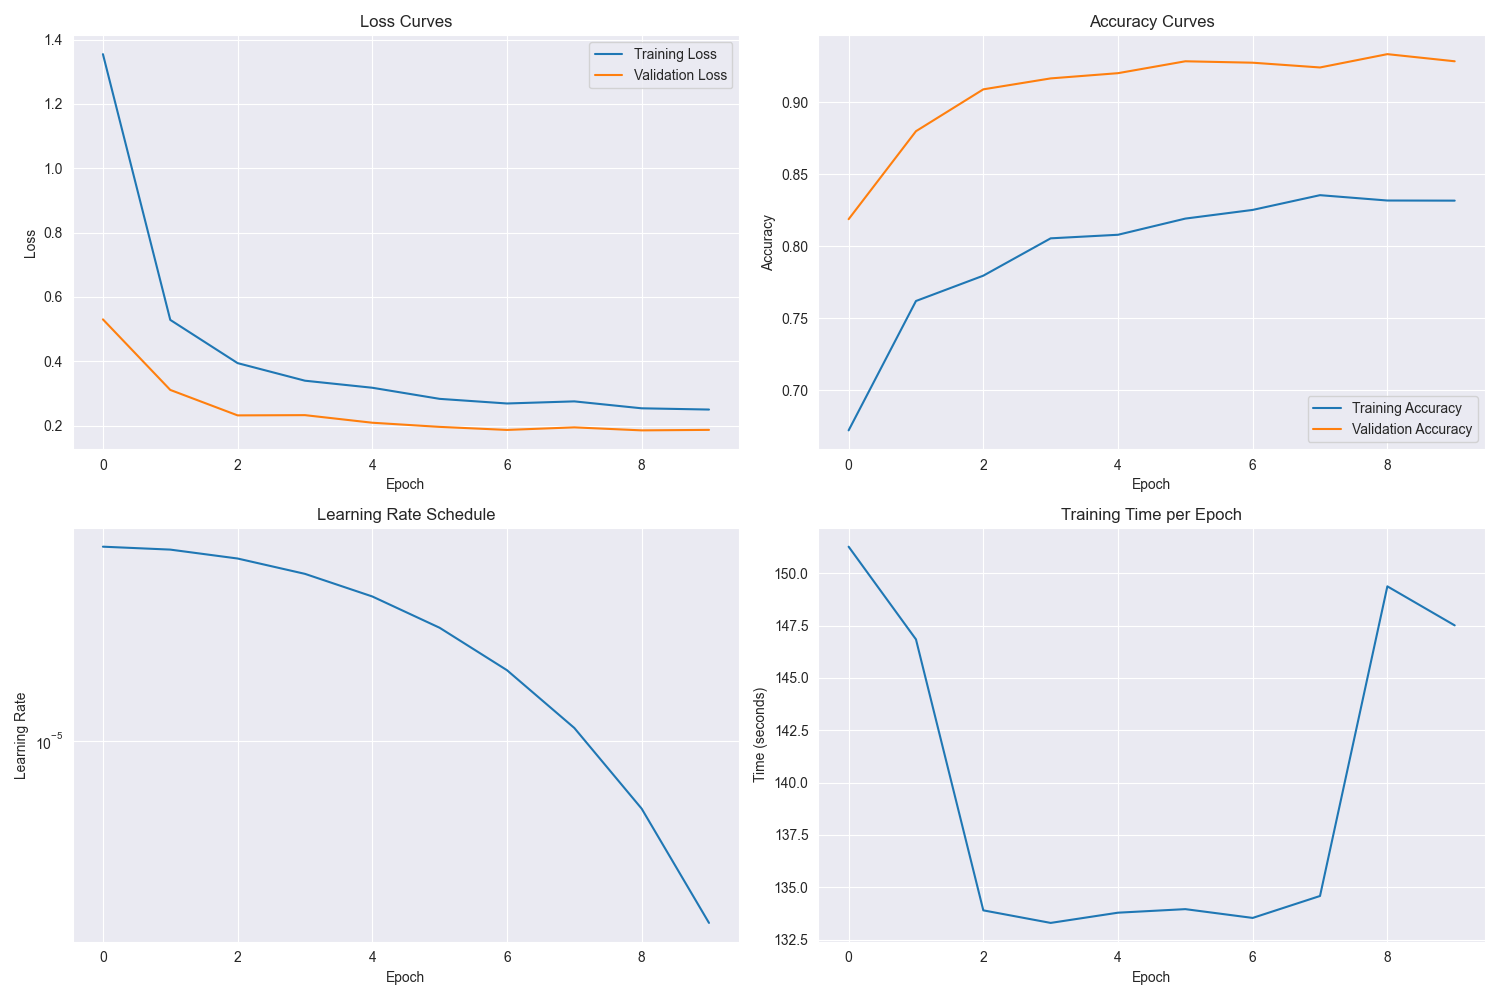 Loss Curves
1.4
1.2
1.0
0.8
0.6
0.4
0.2
Loss
Training Loss
Validation Loss
0 2 4 6 8
Epoch
Accuracy Curves
0.90
0.85
0.80
0.75
0.70
Accuracy
Training Accuracy
Validation Accuracy
0 2 4 6 8
Epoch
Learning Rate Schedule
10⁻⁵
Learning Rate
0 2 4 6 8
Epoch
Training Time per Epoch
150.0
147.5
145.0
142.5
140.0
137.5
135.0
132.5
Time (seconds)
0 2 4 6 8
Epoch